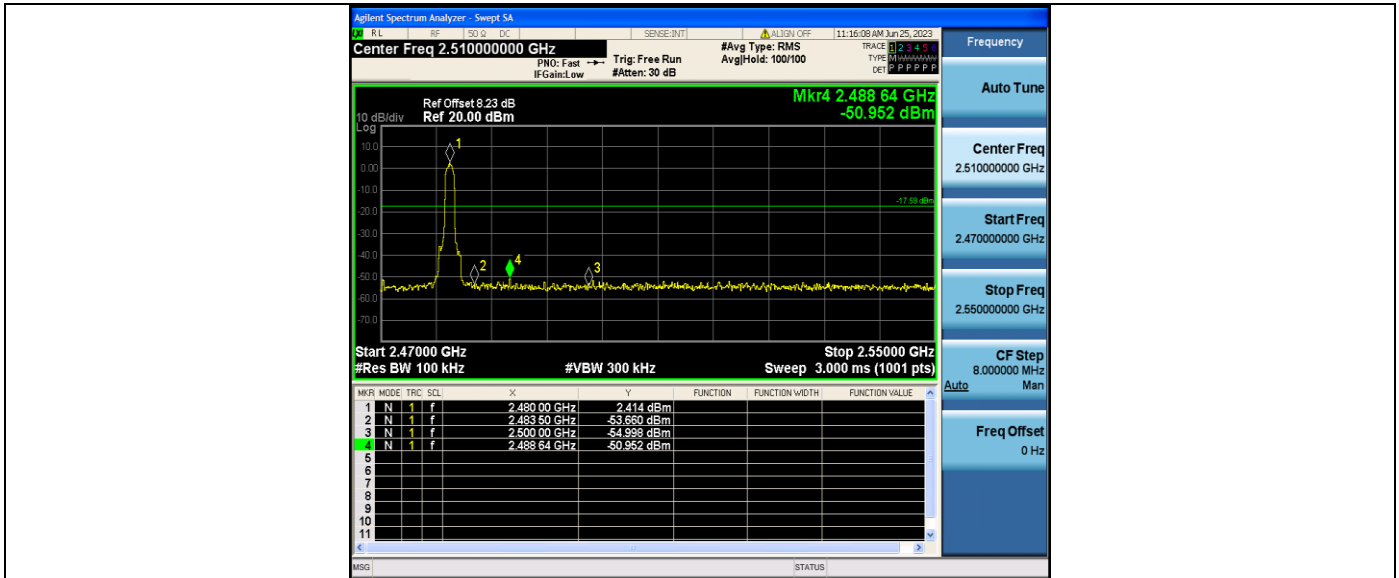 Agilent Spectrum Analyzer - Swept SA
RL RF 50 Ω DC SENSE:INT ALIGN OFF 11:16:08 AM Jun 25, 2023
Center Freq 2.510000000 GHz
PNO: Fast
IFGain:Low
Trig: Free Run
#Atten: 30 dB
#Avg Type: RMS
Avg|Hold: 100/100
TRACE 1 2 3 4 5 6
TYPE M
DET P P P P P P
Mkr4 2.488 64 GHz
-50.952 dBm
Ref Offset 8.23 dB
10 dB/div Ref 20.00 dBm
Log
10.0
0.00
-10.0
-20.0
-30.0
-40.0
-50.0
-60.0
-70.0
-17.59 dBm
1
2
4
3
Start 2.47000 GHz Stop 2.55000 GHz
#Res BW 100 kHz #VBW 300 kHz Sweep 3.000 ms (1001 pts)
MKR MODE TRC SCL X Y FUNCTION FUNCTION WIDTH FUNCTION VALUE
1 N 1 f 2.480 00 GHz 2.414 dBm
2 N 1 f 2.483 50 GHz -53.660 dBm
3 N 1 f 2.500 00 GHz -54.998 dBm
4 N 1 f 2.488 64 GHz -50.952 dBm
5
6
7
8
9
10
11
MSG STATUS
Frequency
Auto Tune
Center Freq
2.510000000 GHz
Start Freq
2.470000000 GHz
Stop Freq
2.550000000 GHz
CF Step
8.000000 MHz
Auto Man
Freq Offset
0 Hz